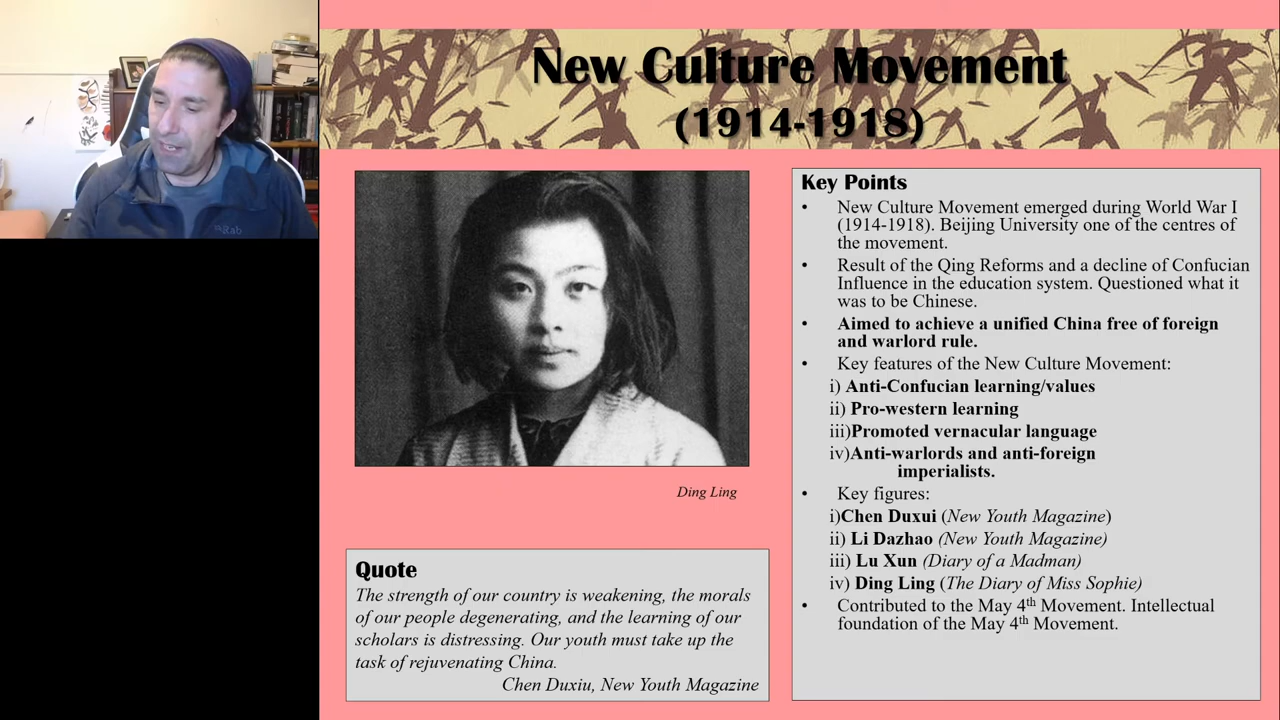 New Culture Movement
(1914-1918)
Rab
Ding Ling
Quote
The strength of our country is weakening, the morals
of our people degenerating, and the learning of our
scholars is distressing. Our youth must take up the
task of rejuvenating China.
Chen Duxiu, New Youth Magazine
Key Points
• New Culture Movement emerged during World War I
(1914-1918). Beijing University one of the centres of
the movement.
• Result of the Qing Reforms and a decline of Confucian
Influence in the education system. Questioned what it
was to be Chinese.
• Aimed to achieve a unified China free of foreign
and warlord rule.
• Key features of the New Culture Movement:
i) Anti-Confucian learning/values
ii) Pro-western learning
iii)Promoted vernacular language
iv)Anti-warlords and anti-foreign
imperialists.
• Key figures:
i)Chen Duxui (New Youth Magazine)
ii) Li Dazhao (New Youth Magazine)
iii) Lu Xun (Diary of a Madman)
iv) Ding Ling (The Diary of Miss Sophie)
• Contributed to the May 4th Movement. Intellectual
foundation of the May 4th Movement.